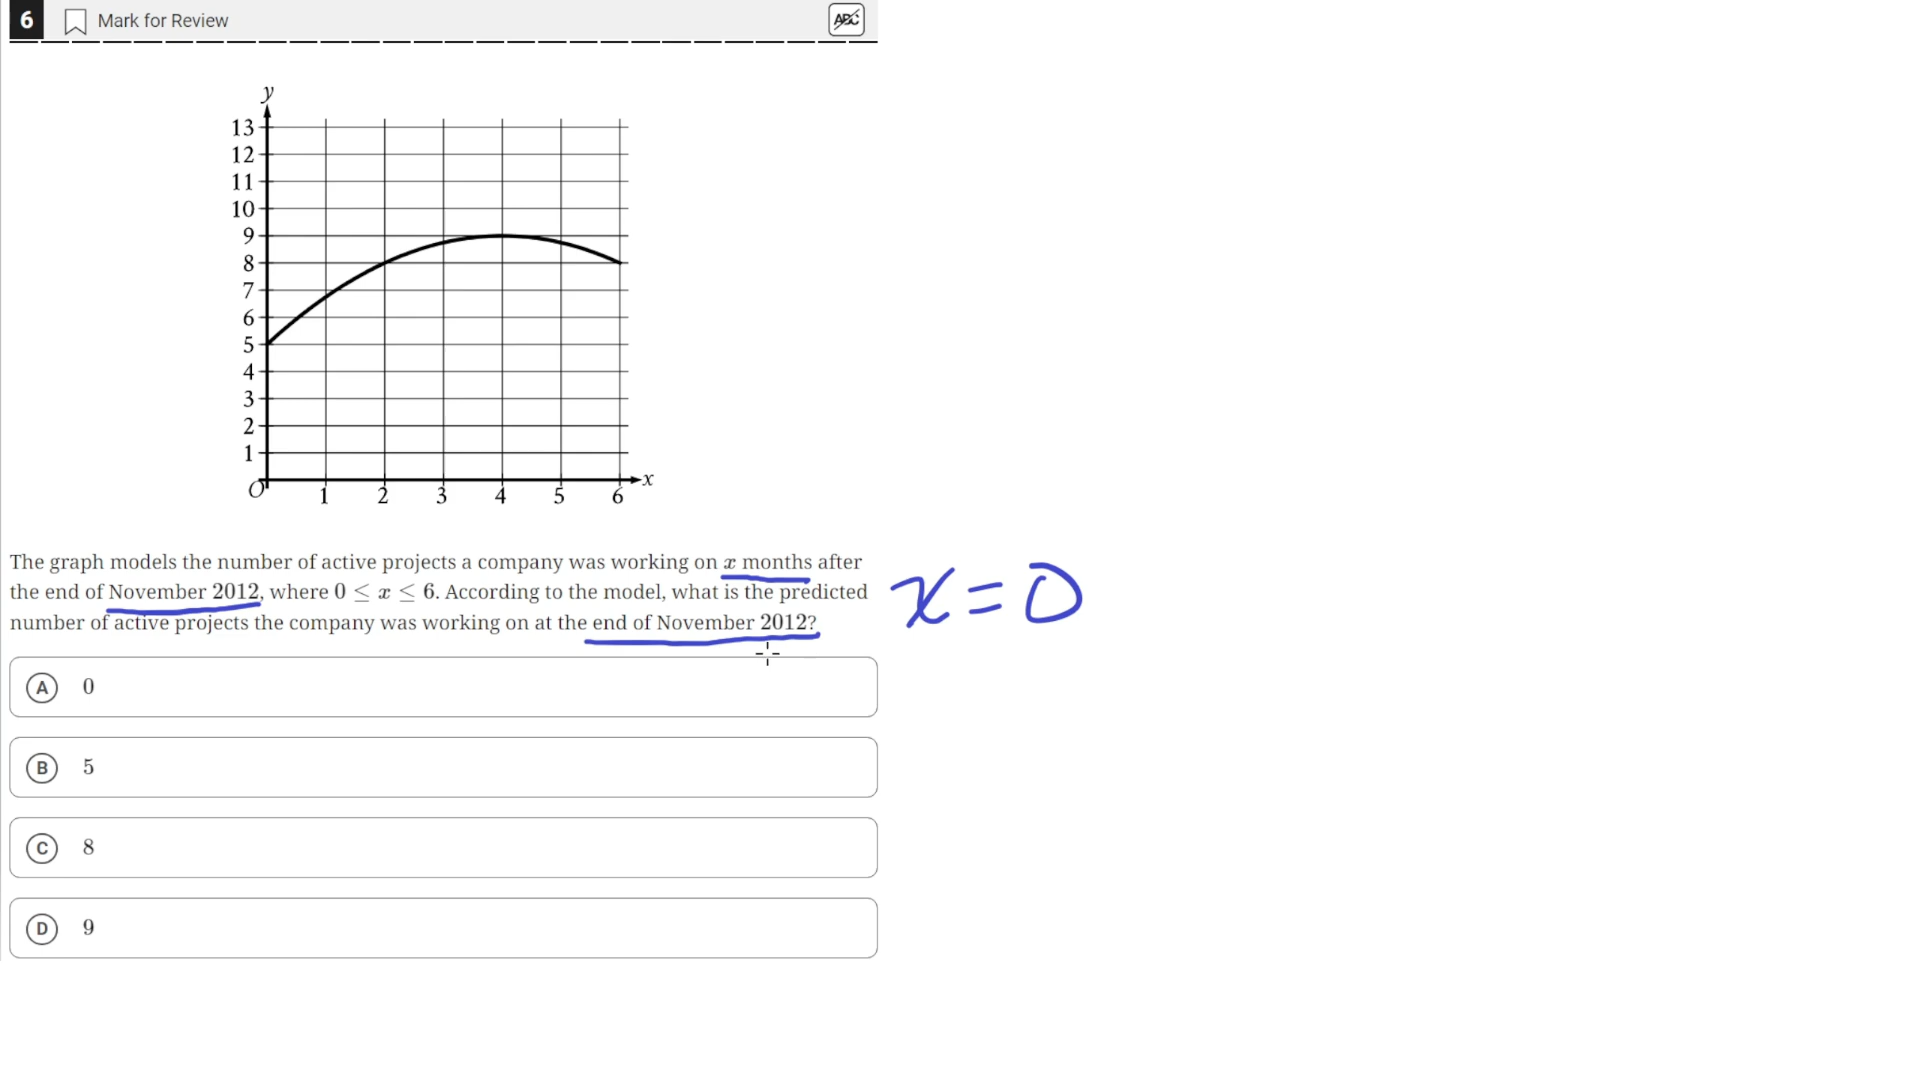 6 Mark for Review ABC
y
13
12
11
10
9
8
7
6
5
4
3
2
1
O 1 2 3 4 5 6 x
The graph models the number of active projects a company was working on x months after
the end of November 2012, where 0 ≤ x ≤ 6. According to the model, what is the predicted
number of active projects the company was working on at the end of November 2012?
x = 0
A 0
B 5
C 8
D 9